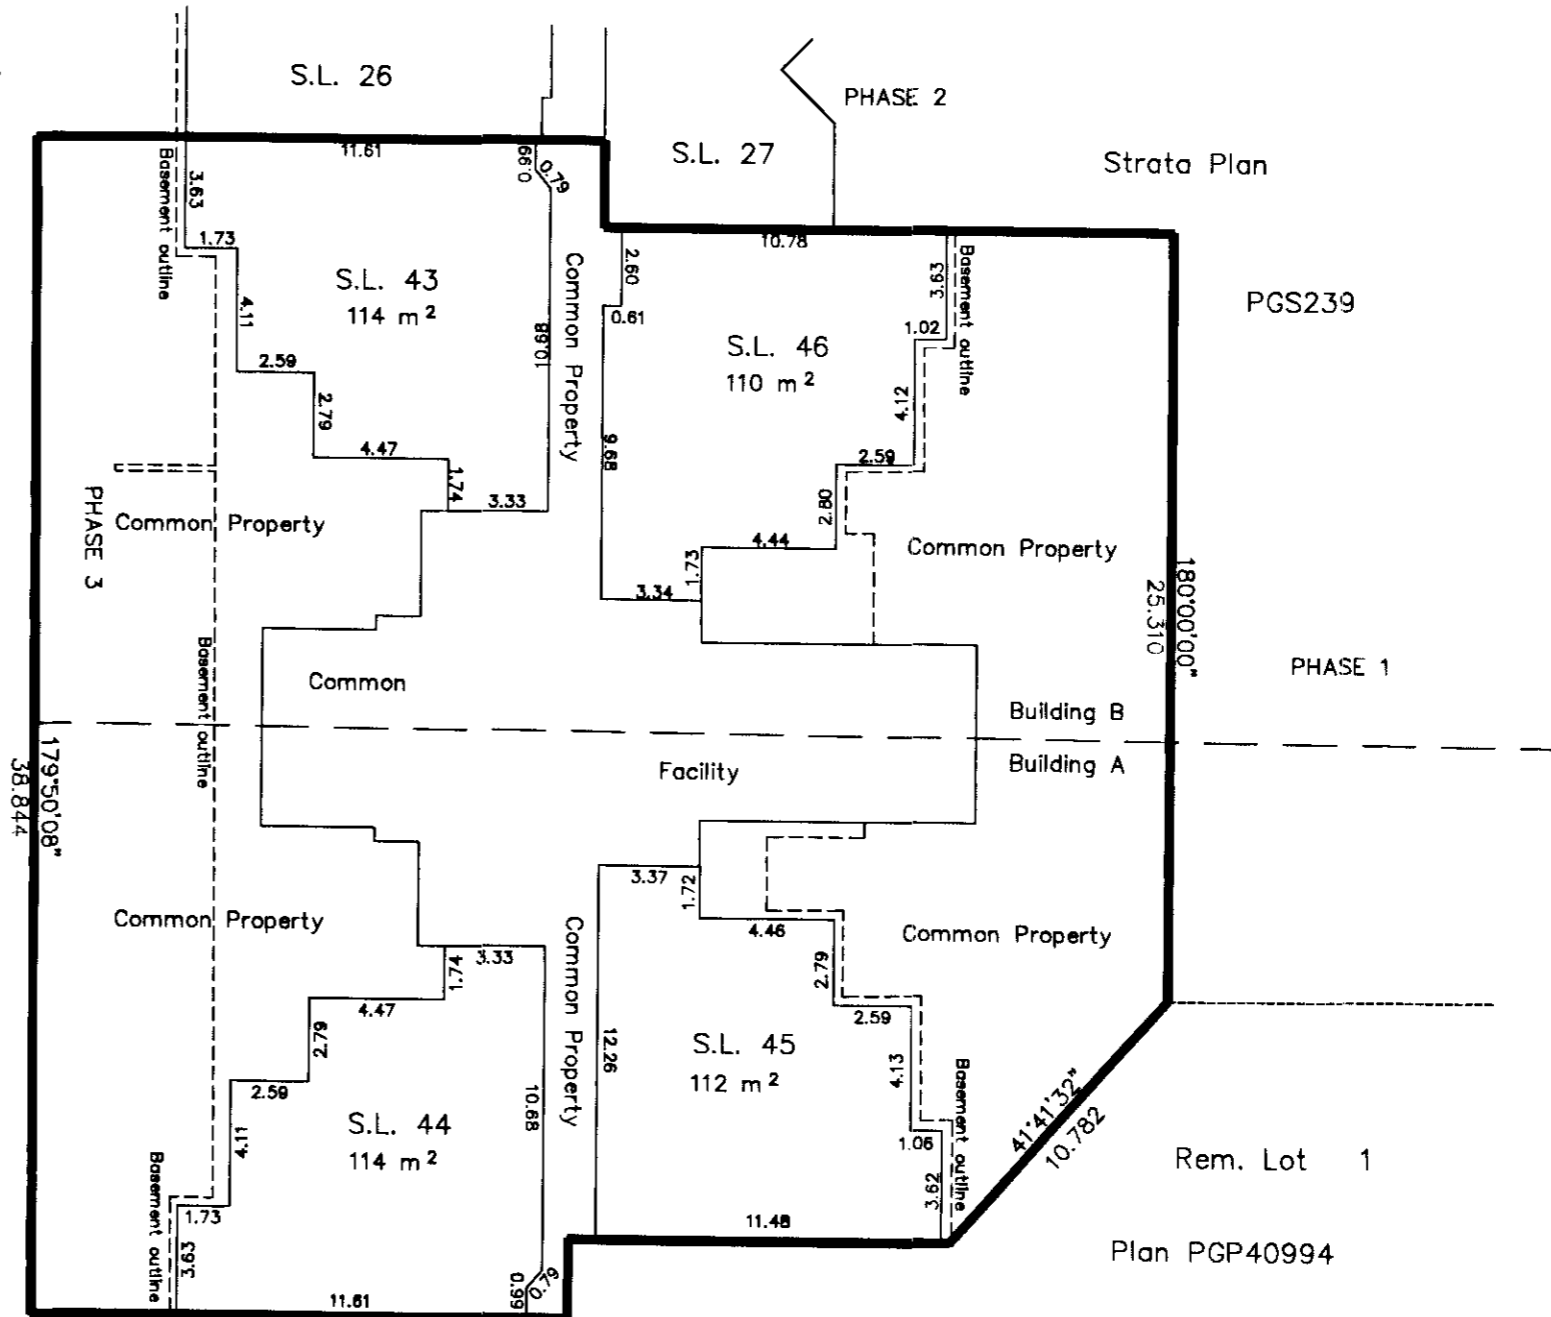 S.L. 26
PHASE 2
S.L. 27
Strata Plan
11.61
0.99
0.79
3.63
Basement outline
1.73
S.L. 43
114 m²
4.11
2.59
2.79
4.47
1.74
3.33
10.68
Common Property
10.78
2.60
0.61
3.63
Basement outline
PGS239
S.L. 46
110 m²
1.02
4.12
9.68
2.59
2.80
4.44
1.73
3.34
Common Property
PHASE 3
Common Property
180°00'00"
25.310
Basement outline
Common
PHASE 1
Building B
Facility
Building A
179°50'08"
38.844
3.37
1.72
4.46
Common Property
Common Property
3.33
1.74
4.47
Common Property
2.79
2.59
2.79
2.59
12.26
S.L. 45
112 m²
4.13
10.68
S.L. 44
114 m²
4.11
1.06
Basement outline
41°41'32"
10.782
Rem. Lot 1
Basement outline
1.73
3.63
3.62
11.48
Plan PGP40994
0.79
0.99
11.61